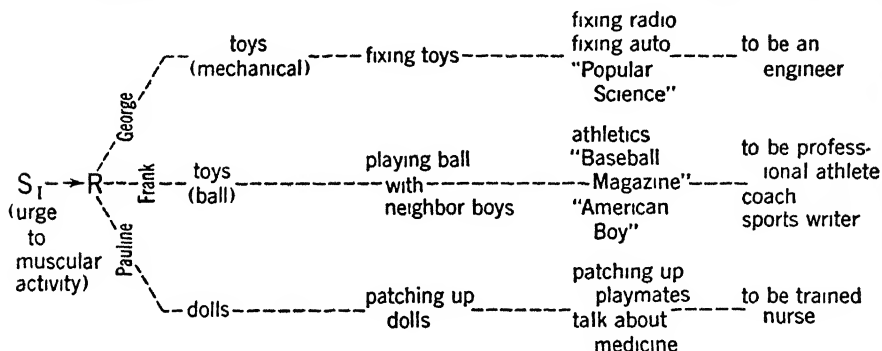 toys
(mechanical)
fixing toys
fixing radio
fixing auto
"Popular
Science"
to be an
engineer
George
S₁ → R
(urge
to
muscular
activity)
Frank
toys
(ball)
playing ball
with
neighbor boys
athletics
"Baseball
Magazine"
"American
Boy"
to be profess-
ional athlete
coach
sports writer
Pauline
dolls
patching up
dolls
patching up
playmates
talk about
medicine
to be trained
nurse